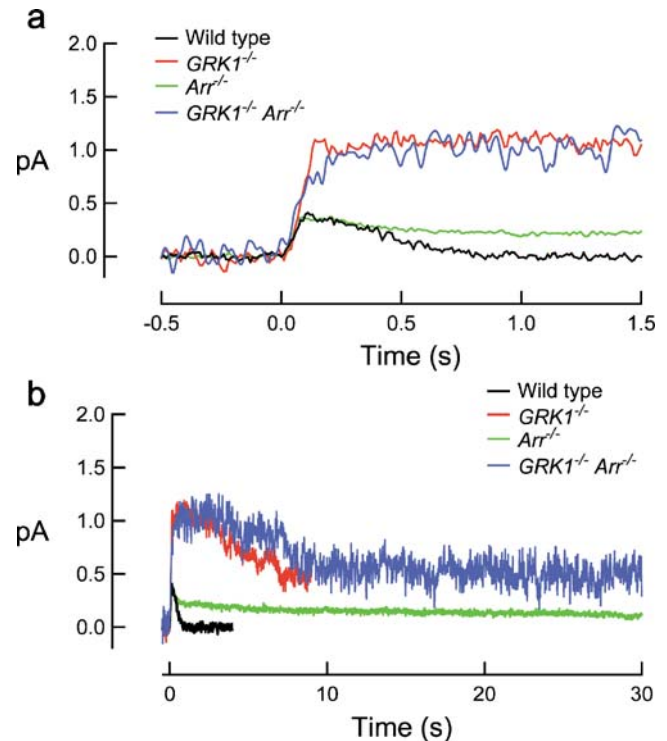 a
Wild type
GRK1-/-
Arr-/-
GRK1-/- Arr-/-
2.0
1.5
1.0
0.5
0.0
pA
-0.5 0.0 0.5 1.0 1.5
Time (s)
b
Wild type
GRK1-/-
Arr-/-
GRK1-/- Arr-/-
2.0
1.5
1.0
0.5
0.0
pA
0 10 20 30
Time (s)